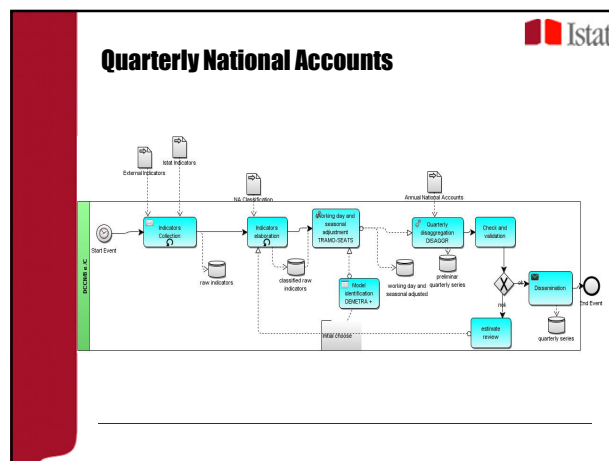 Istat
Quarterly National Accounts
Istat Indicators
External Indicators
NA Classification
Annual National Accounts
DCCN/B e /C
Start Event
Indicators
Collection
Indicators
elaboration
Working day and
seasonal
adjustment
TRAMO-SEATS
Quarterly
disaggregation
DISAGGR
Check and
validation
raw indicators
classified raw
indicators
Model
identification
DEMETRA +
working day and
seasonal adjusted
preliminar
quarterly series
ok
Dissemination
End Event
not
Initial choose
estimate
review
quarterly series